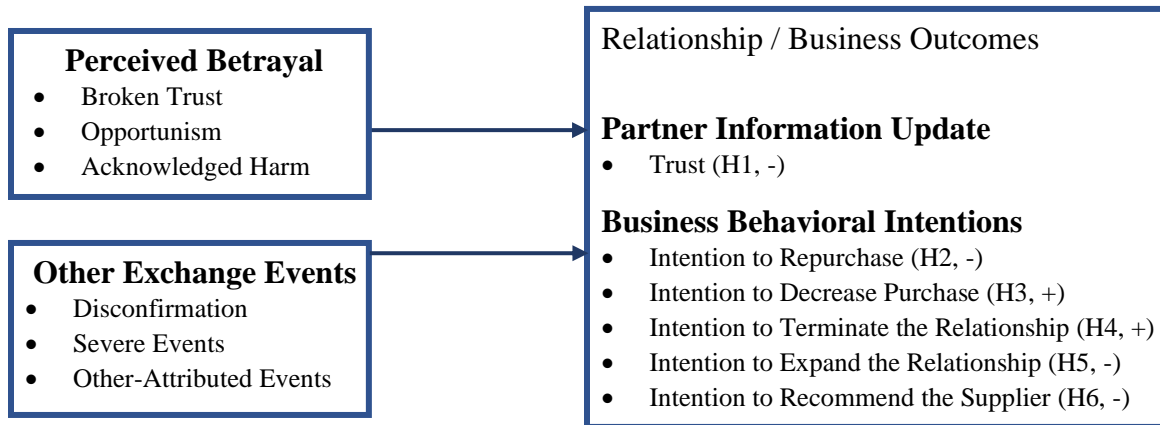 Perceived Betrayal
• Broken Trust
• Opportunism
• Acknowledged Harm
Other Exchange Events
• Disconfirmation
• Severe Events
• Other-Attributed Events
Relationship / Business Outcomes
Partner Information Update
• Trust (H1, -)
Business Behavioral Intentions
• Intention to Repurchase (H2, -)
• Intention to Decrease Purchase (H3, +)
• Intention to Terminate the Relationship (H4, +)
• Intention to Expand the Relationship (H5, -)
• Intention to Recommend the Supplier (H6, -)